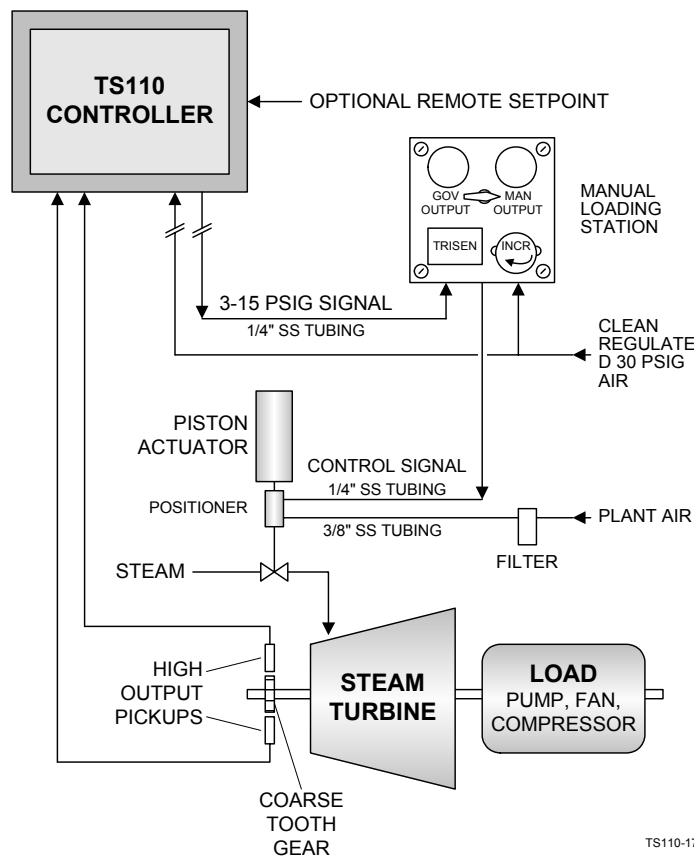 TS110
CONTROLLER
OPTIONAL REMOTE SETPOINT
GOV
OUTPUT
MAN
OUTPUT
TRISEN
INCR
MANUAL
LOADING
STATION
3-15 PSIG SIGNAL
1/4" SS TUBING
CLEAN
REGULATE
D 30 PSIG
AIR
PISTON
ACTUATOR
CONTROL SIGNAL
1/4" SS TUBING
POSITIONER
3/8" SS TUBING
PLANT AIR
FILTER
STEAM
HIGH
OUTPUT
PICKUPS
STEAM
TURBINE
LOAD
PUMP, FAN,
COMPRESSOR
COARSE
TOOTH
GEAR
TS110-17